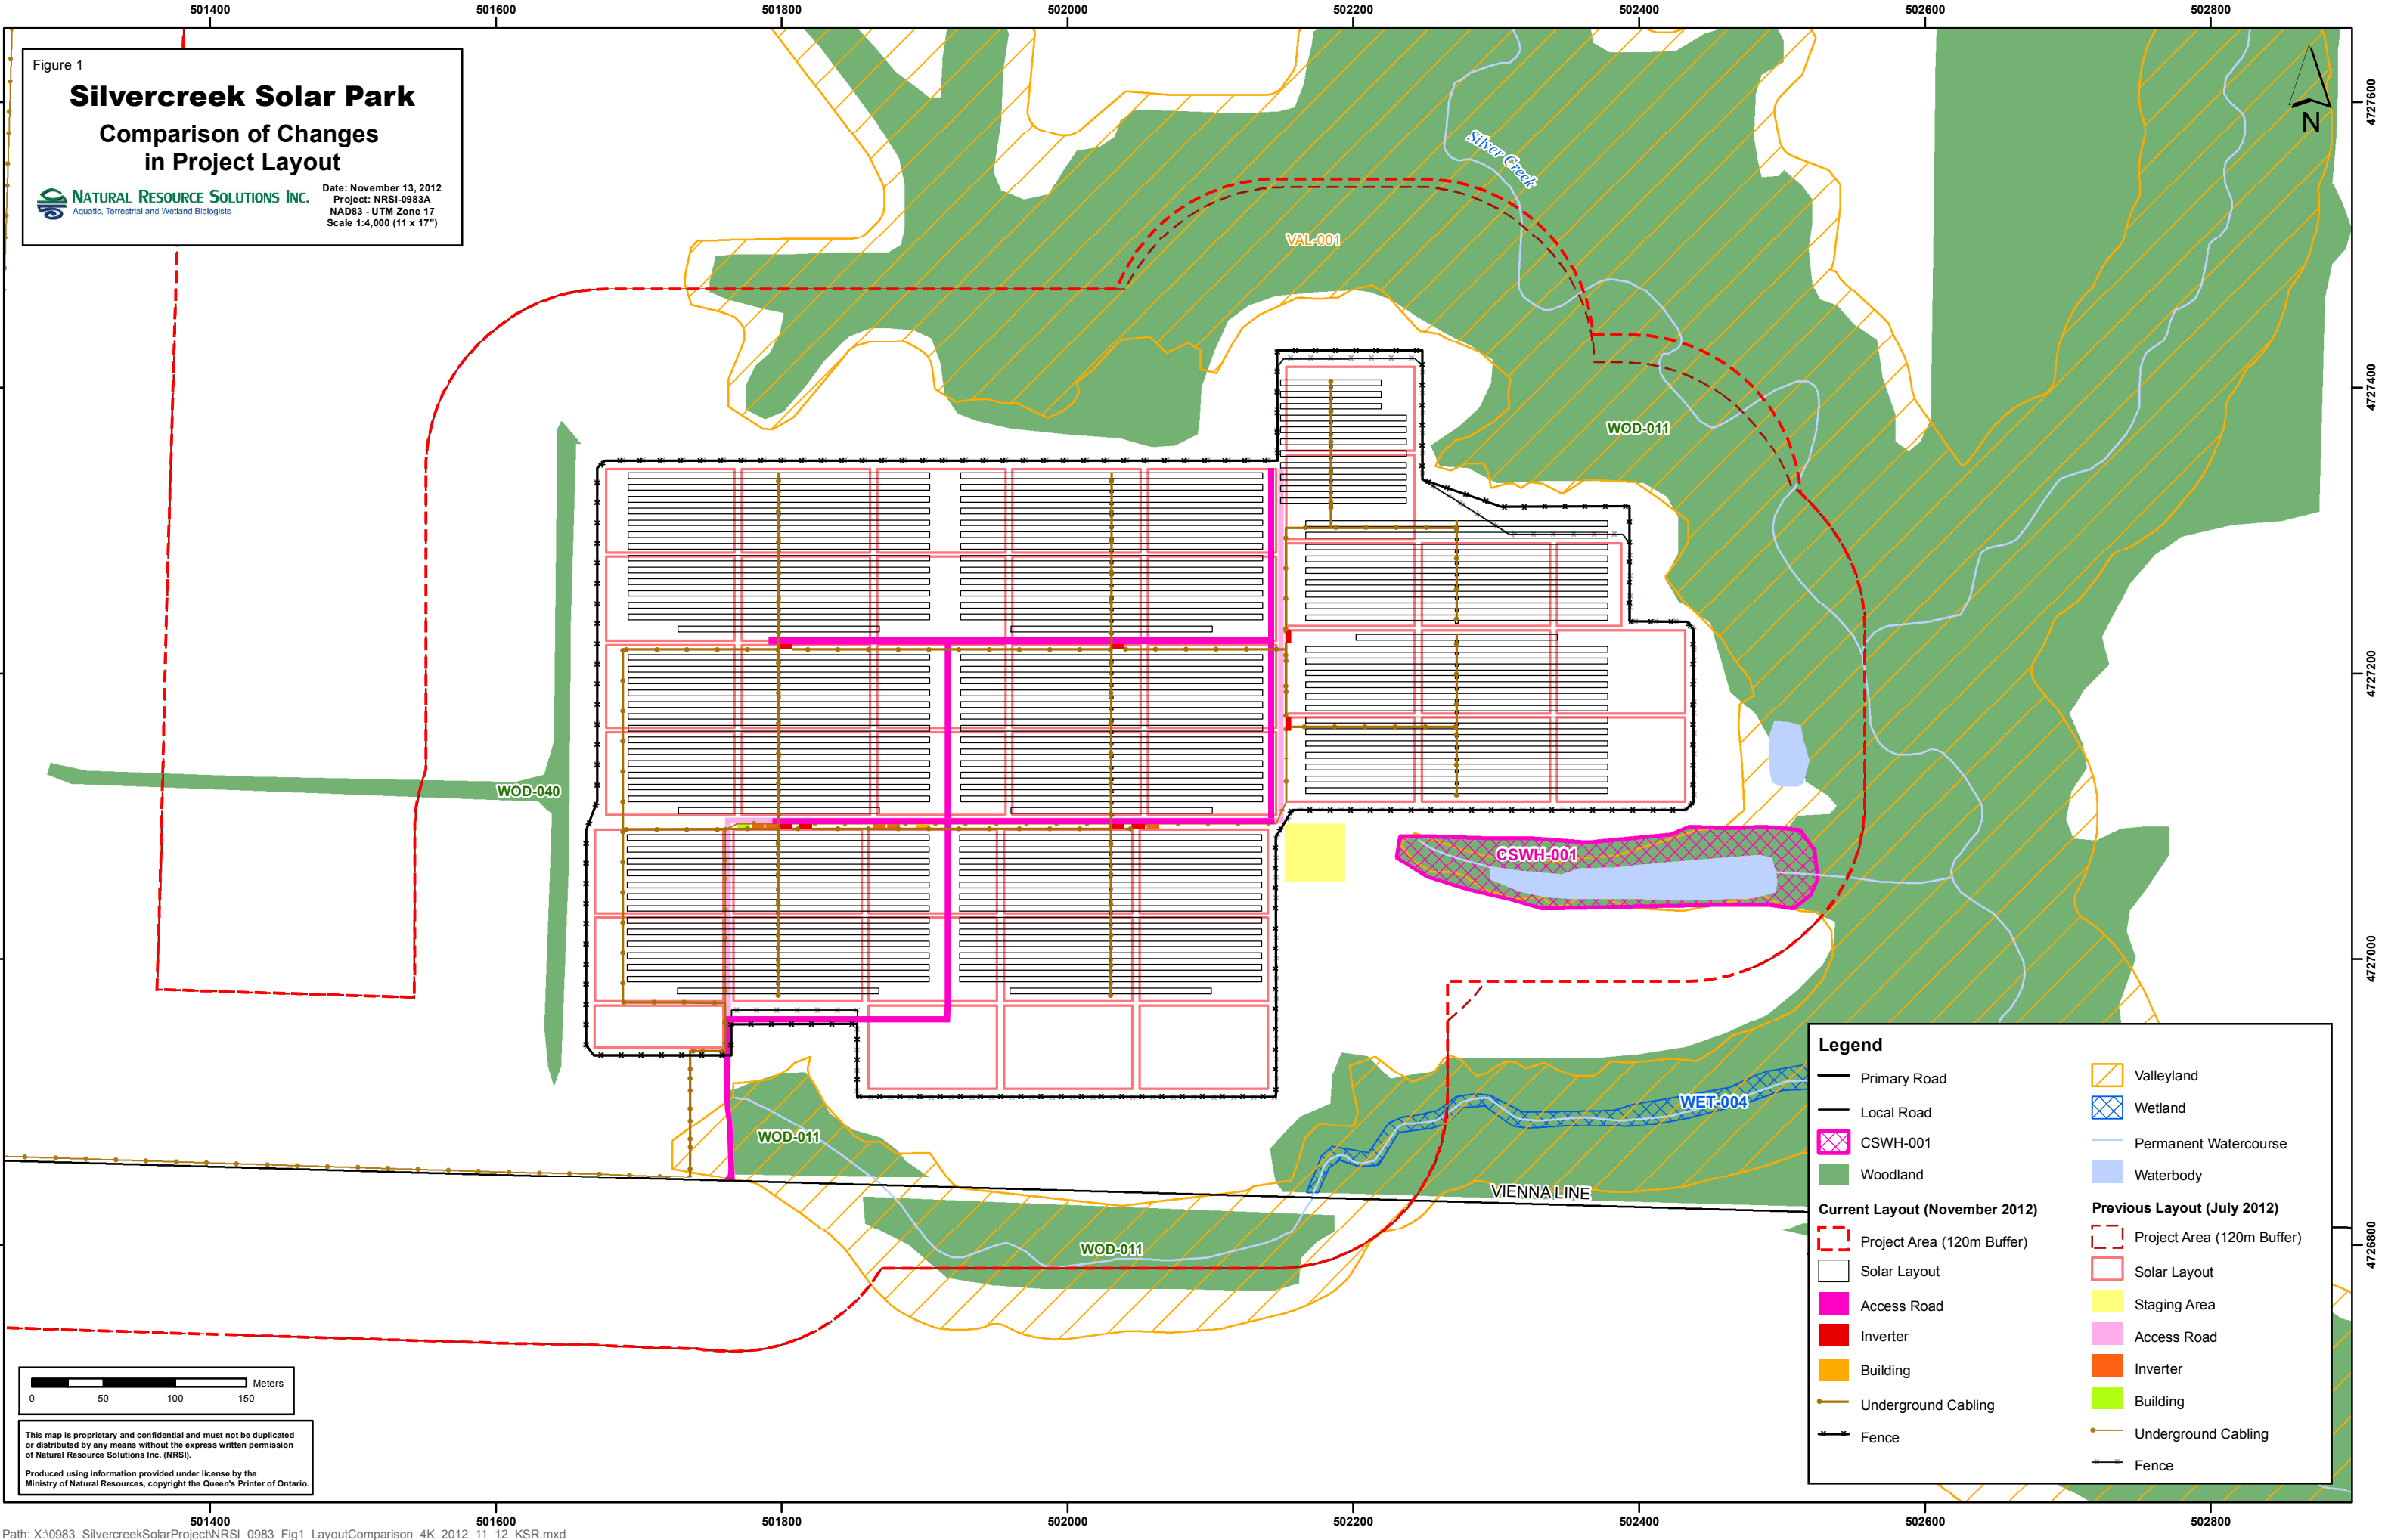 501400
501600
501800
502000
502200
502400
502600
502800
Figure 1
Silvercreek Solar Park
Comparison of Changes
in Project Layout
NATURAL RESOURCE SOLUTIONS INC.
Aquatic, Terrestrial and Wetland Biologists
Date: November 13, 2012
Project: NRSI-0983A
NAD83 - UTM Zone 17
Scale 1:4,000 (11 x 17")
N
4727600
4727400
4727200
4727000
4726800
Silver Creek
VAL-001
WOD-011
WOD-040
CSWH-001
WET-004
WOD-011
VIENNA LINE
WOD-011
Legend
Primary Road
Local Road
CSWH-001
Woodland
Valleyland
Wetland
Permanent Watercourse
Waterbody
Current Layout (November 2012)
Project Area (120m Buffer)
Solar Layout
Access Road
Inverter
Building
Underground Cabling
Fence
Previous Layout (July 2012)
Project Area (120m Buffer)
Solar Layout
Staging Area
Access Road
Inverter
Building
Underground Cabling
Fence
Meters
0 50 100 150
This map is proprietary and confidential and must not be duplicated
or distributed by any means without the express written permission
of Natural Resource Solutions Inc. (NRSI).
Produced using information provided under license by the
Ministry of Natural Resources, copyright the Queen's Printer of Ontario.
501400
501600
501800
502000
502200
502400
502600
502800
Path: X:\0983_SilvercreekSolarProject\NRSI_0983_Fig1_LayoutComparison_4K_2012_11_12_KSR.mxd